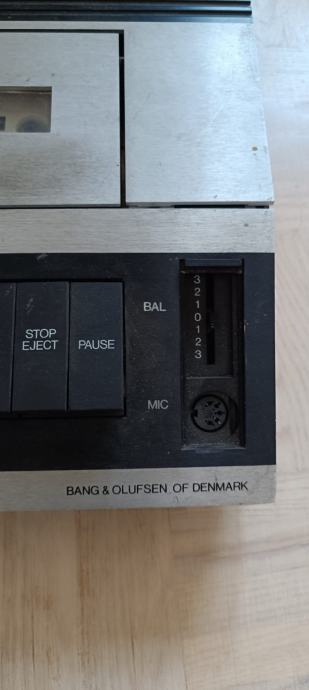 3
2
BAL 1
0
STOP EJECT PAUSE 1
2
3
MIC
BANG & OLUFSEN OF DENMARK